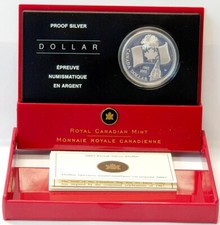 PROOF SILVER
DOLLAR
ÉPREUVE
NUMISMATIQUE
EN ARGENT
ROYAL CANADIAN MINT
MONNAIE ROYALE CANADIENNE